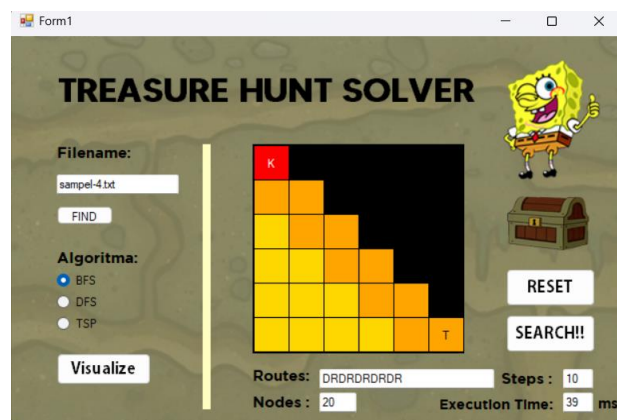 Form1
TREASURE HUNT SOLVER
Filename:
sampel-4.txt
FIND
Algoritma:
BFS
DFS
TSP
Visualize
K
T
RESET
SEARCH!!
Routes: DRDRDRDRDR Steps : 10
Nodes : 20 Execution Time: 39 ms